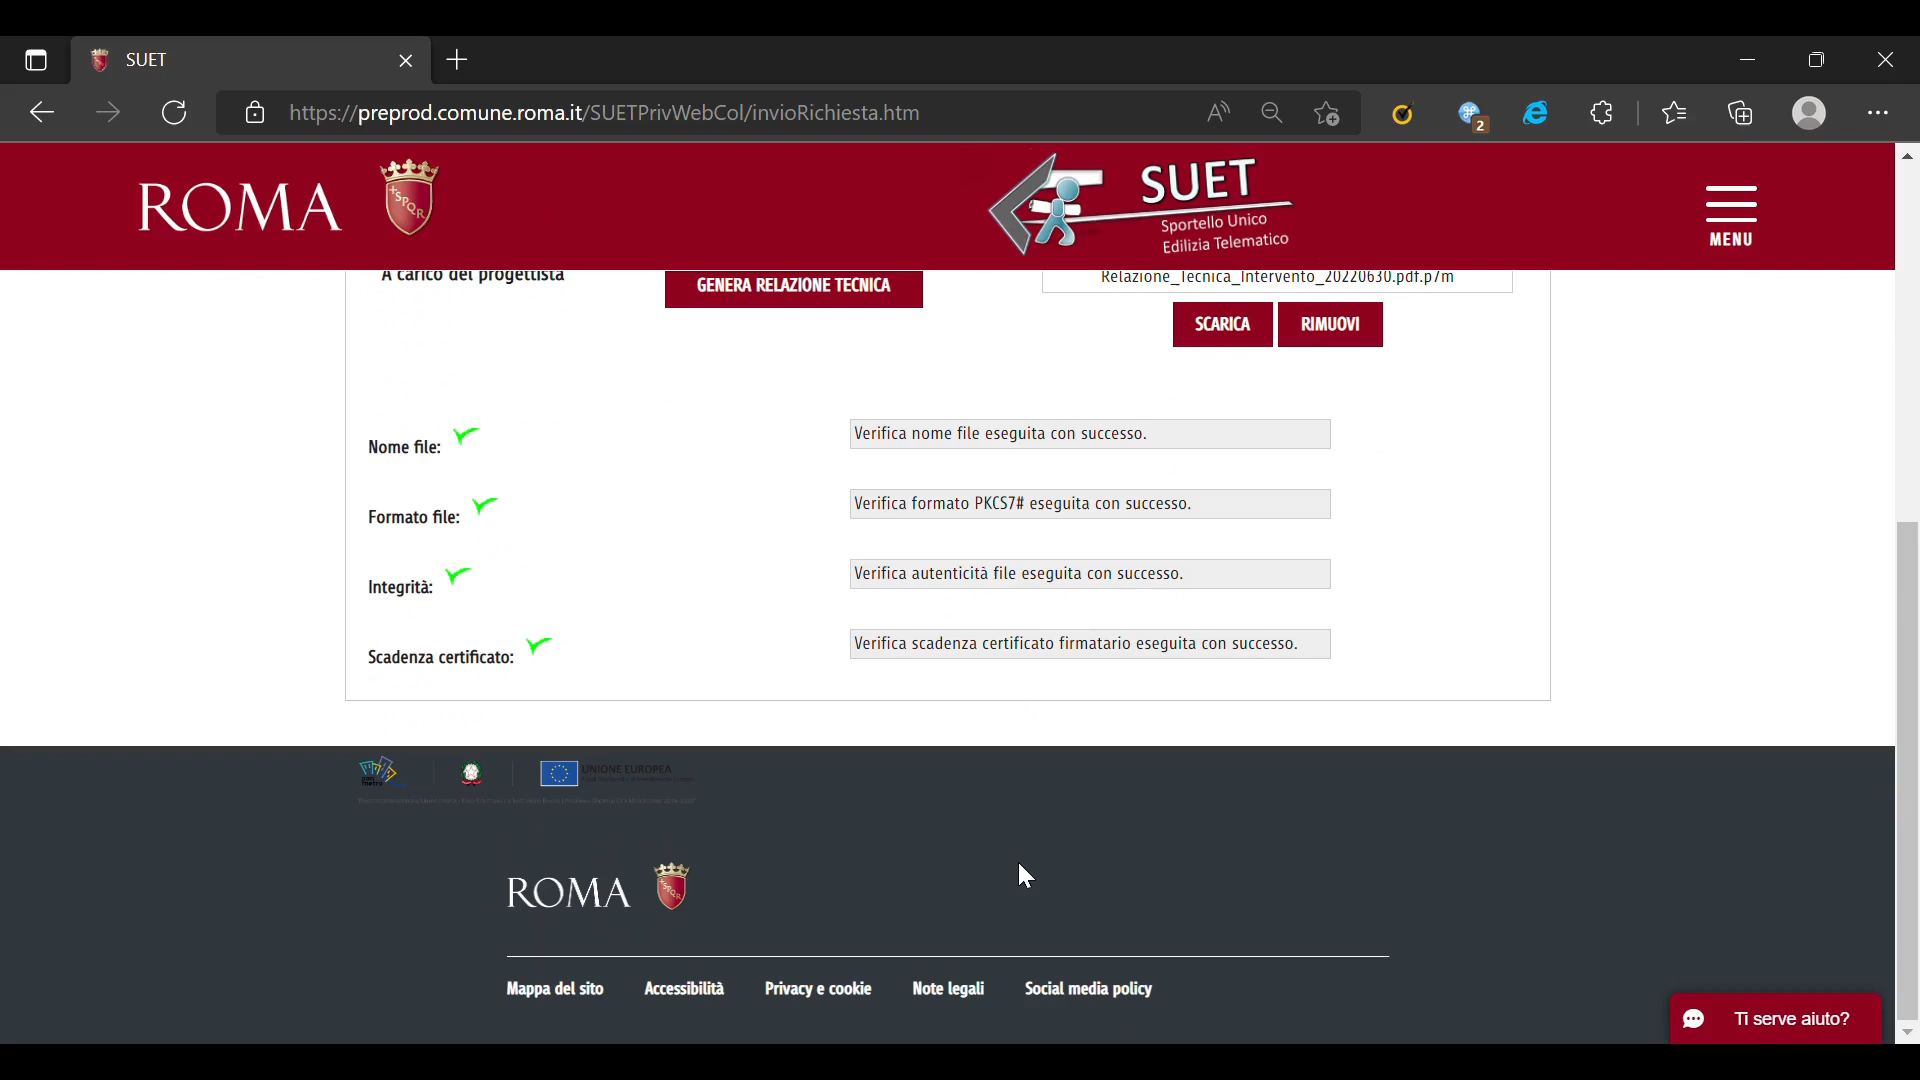 SUET
https://preprod.comune.roma.it/SUETPrivWebCol/invioRichiesta.htm
2
ROMA
SPQR
SUET
Sportello Unico
Edilizia Telematico
MENU
A carico del progettista
GENERA RELAZIONE TECNICA
Relazione_Tecnica_Intervento_20220630.pdf.p7m
SCARICA
RIMUOVI
Nome file:
Verifica nome file eseguita con successo.
Formato file:
Verifica formato PKCS7# eseguita con successo.
Integrità:
Verifica autenticità file eseguita con successo.
Scadenza certificato:
Verifica scadenza certificato firmatario eseguita con successo.
UNIONE EUROPEA
ROMA
SPQR
Mappa del sito
Accessibilità
Privacy e cookie
Note legali
Social media policy
Ti serve aiuto?